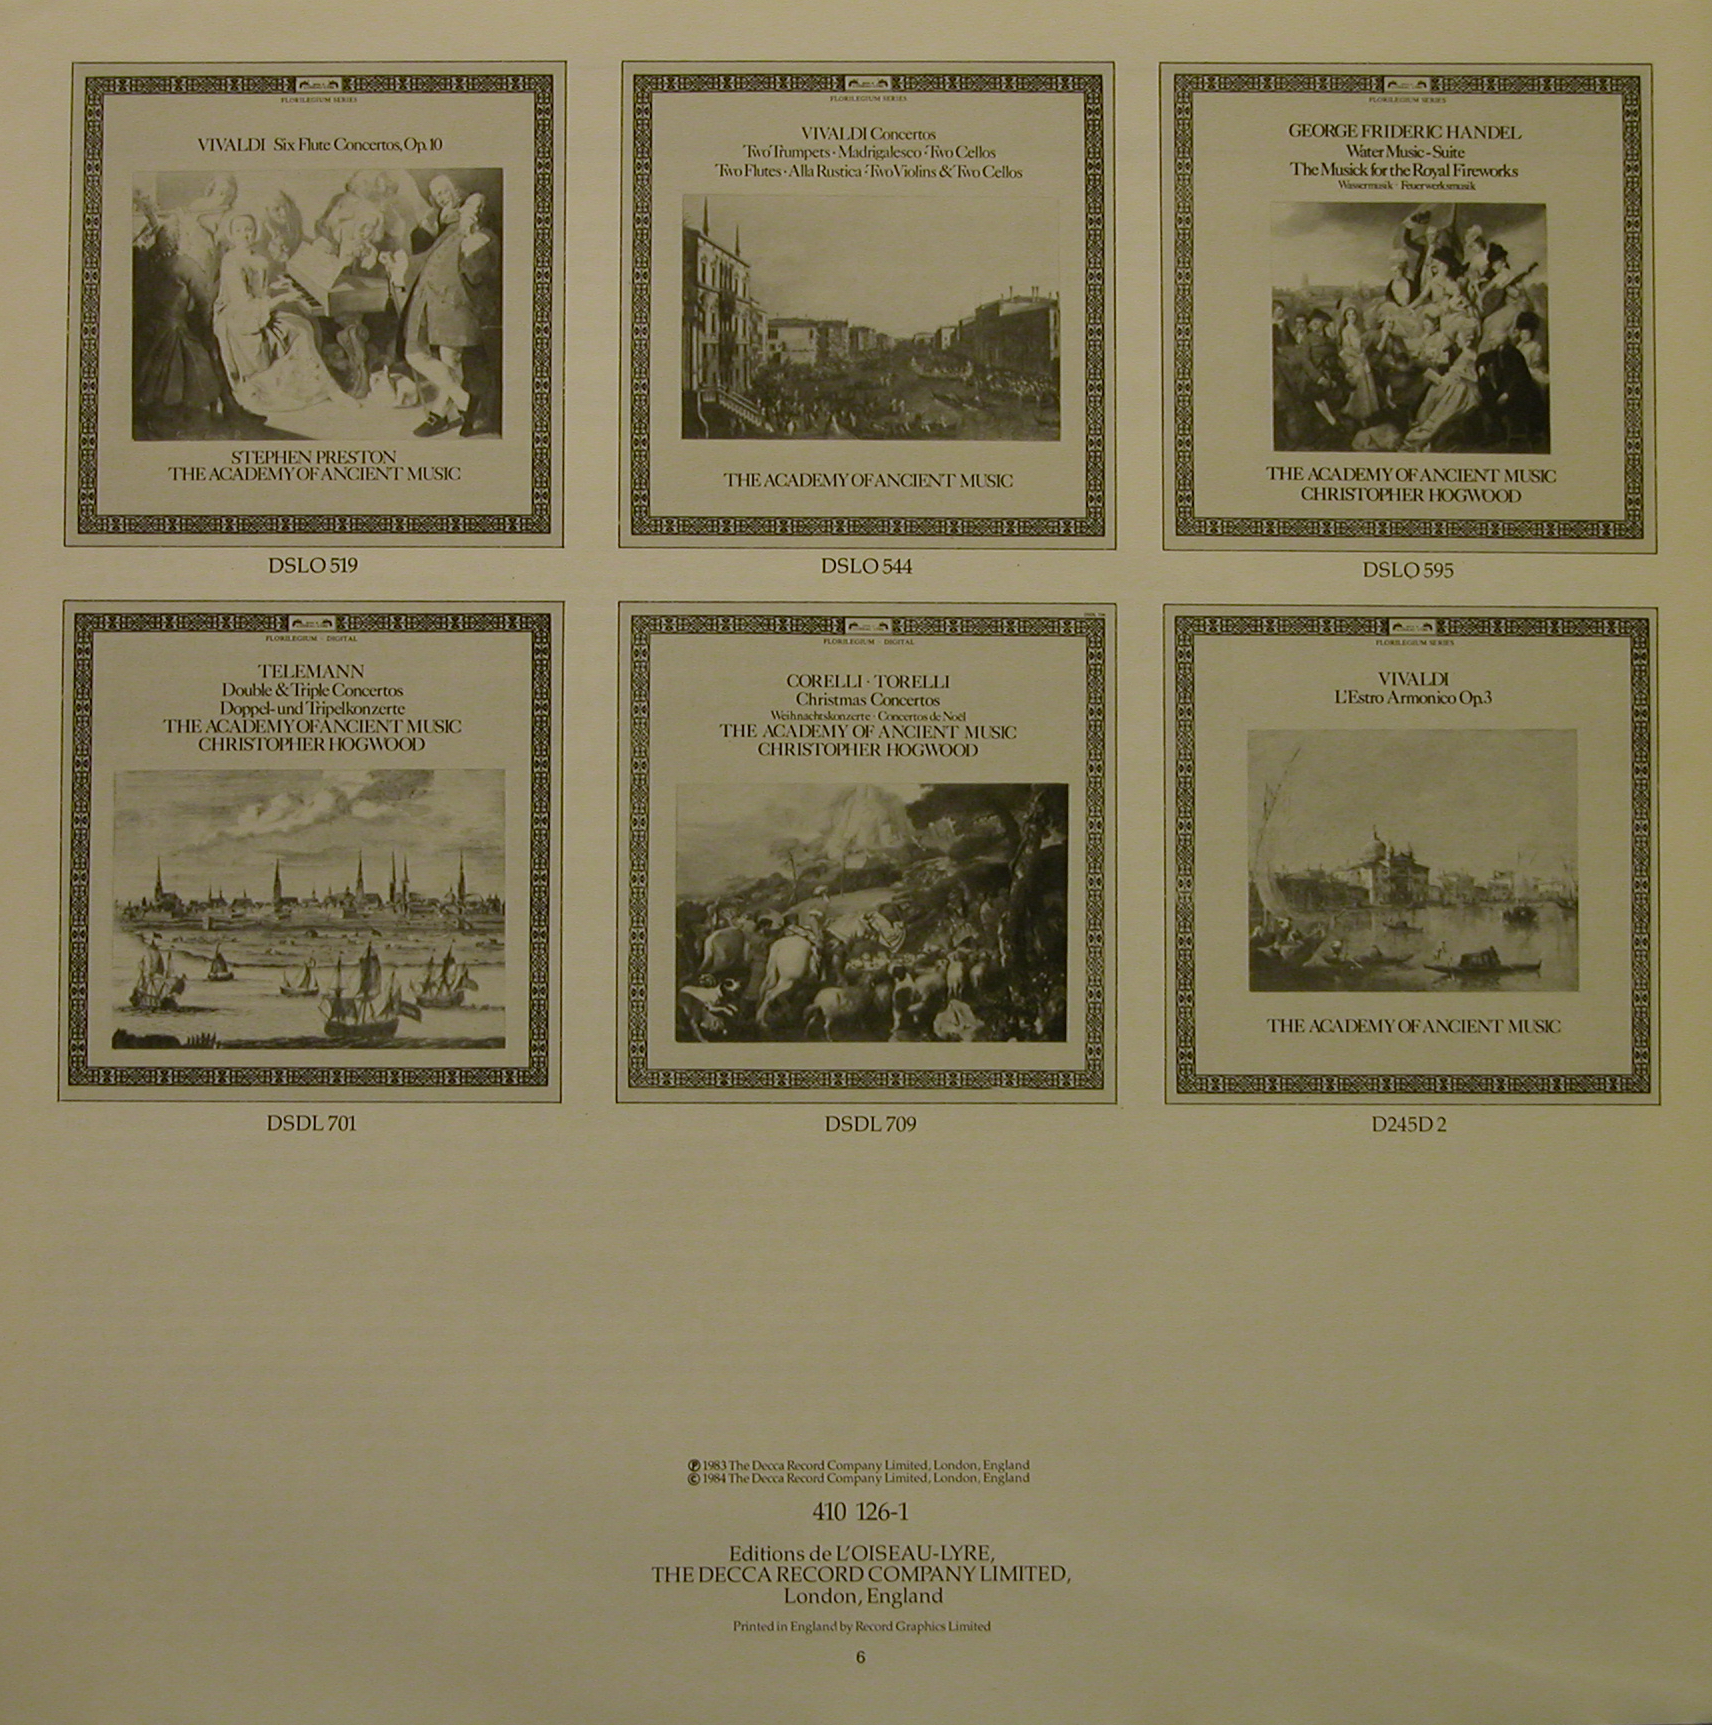 FLORILEGIUM SERIES
VIVALDI Six Flute Concertos, Op. 10
STEPHEN PRESTON
THE ACADEMY OF ANCIENT MUSIC
DSLO 519
FLORILEGIUM SERIES
VIVALDI Concertos
Two Trumpets · Madrigalesco · Two Cellos
Two Flutes · Alla Rustica · Two Violins & Two Cellos
THE ACADEMY OF ANCIENT MUSIC
DSLO 544
FLORILEGIUM SERIES
GEORGE FRIDERIC HANDEL
Water Music - Suite
The Musick for the Royal Fireworks
Wassermusik · Feuerwerksmusik
THE ACADEMY OF ANCIENT MUSIC
CHRISTOPHER HOGWOOD
DSLO 595
FLORILEGIUM · DIGITAL
TELEMANN
Double & Triple Concertos
Doppel- und Tripelkonzerte
THE ACADEMY OF ANCIENT MUSIC
CHRISTOPHER HOGWOOD
DSDL 701
FLORILEGIUM · DIGITAL
CORELLI · TORELLI
Christmas Concertos
Weihnachtskonzerte · Concertos de Noël
THE ACADEMY OF ANCIENT MUSIC
CHRISTOPHER HOGWOOD
DSDL 709
FLORILEGIUM SERIES
VIVALDI
L'Estro Armonico Op.3
THE ACADEMY OF ANCIENT MUSIC
D245D 2
℗ 1983 The Decca Record Company Limited, London, England
© 1984 The Decca Record Company Limited, London, England
410 126-1
Editions de L'OISEAU-LYRE,
THE DECCA RECORD COMPANY LIMITED,
London, England
Printed in England by Record Graphics Limited
6